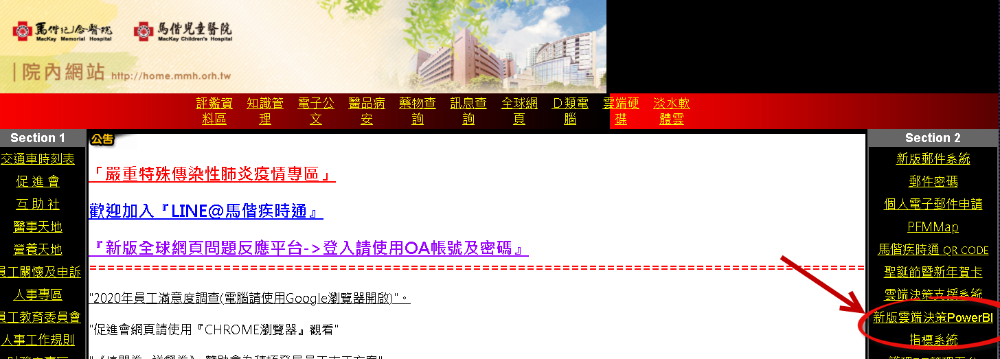 馬偕紀念醫院 馬偕兒童醫院
MacKay Memorial Hospital MacKay Children's Hospital
|院內網站 http://home.mmh.orh.tw
評鑑資料區
知識管理
電子公文
醫品病安
藥物查詢
訊息查詢
全球網頁
D類電腦
雲端硬碟
淡水軟體雲
Section 1
交通車時刻表
促 進 會
互 助 社
醫事天地
營養天地
員工關懷及申訴
人事專區
員工教育委員會
人事工作規則
公告
「嚴重特殊傳染性肺炎疫情專區」
歡迎加入『LINE@馬偕疾時通』
『新版全球網頁問題反應平台->登入請使用OA帳號及密碼』
"2020年員工滿意度調查(電腦請使用Google瀏覽器開啟)"。
"促進會網頁請使用『CHROME瀏覽器』觀看"
Section 2
新版郵件系統
郵件密碼
個人電子郵件申請
PFMMap
馬偕疾時通 QR CODE
聖誕節暨新年賀卡
雲端決策支援系統
新版雲端決策PowerBI
指標系統